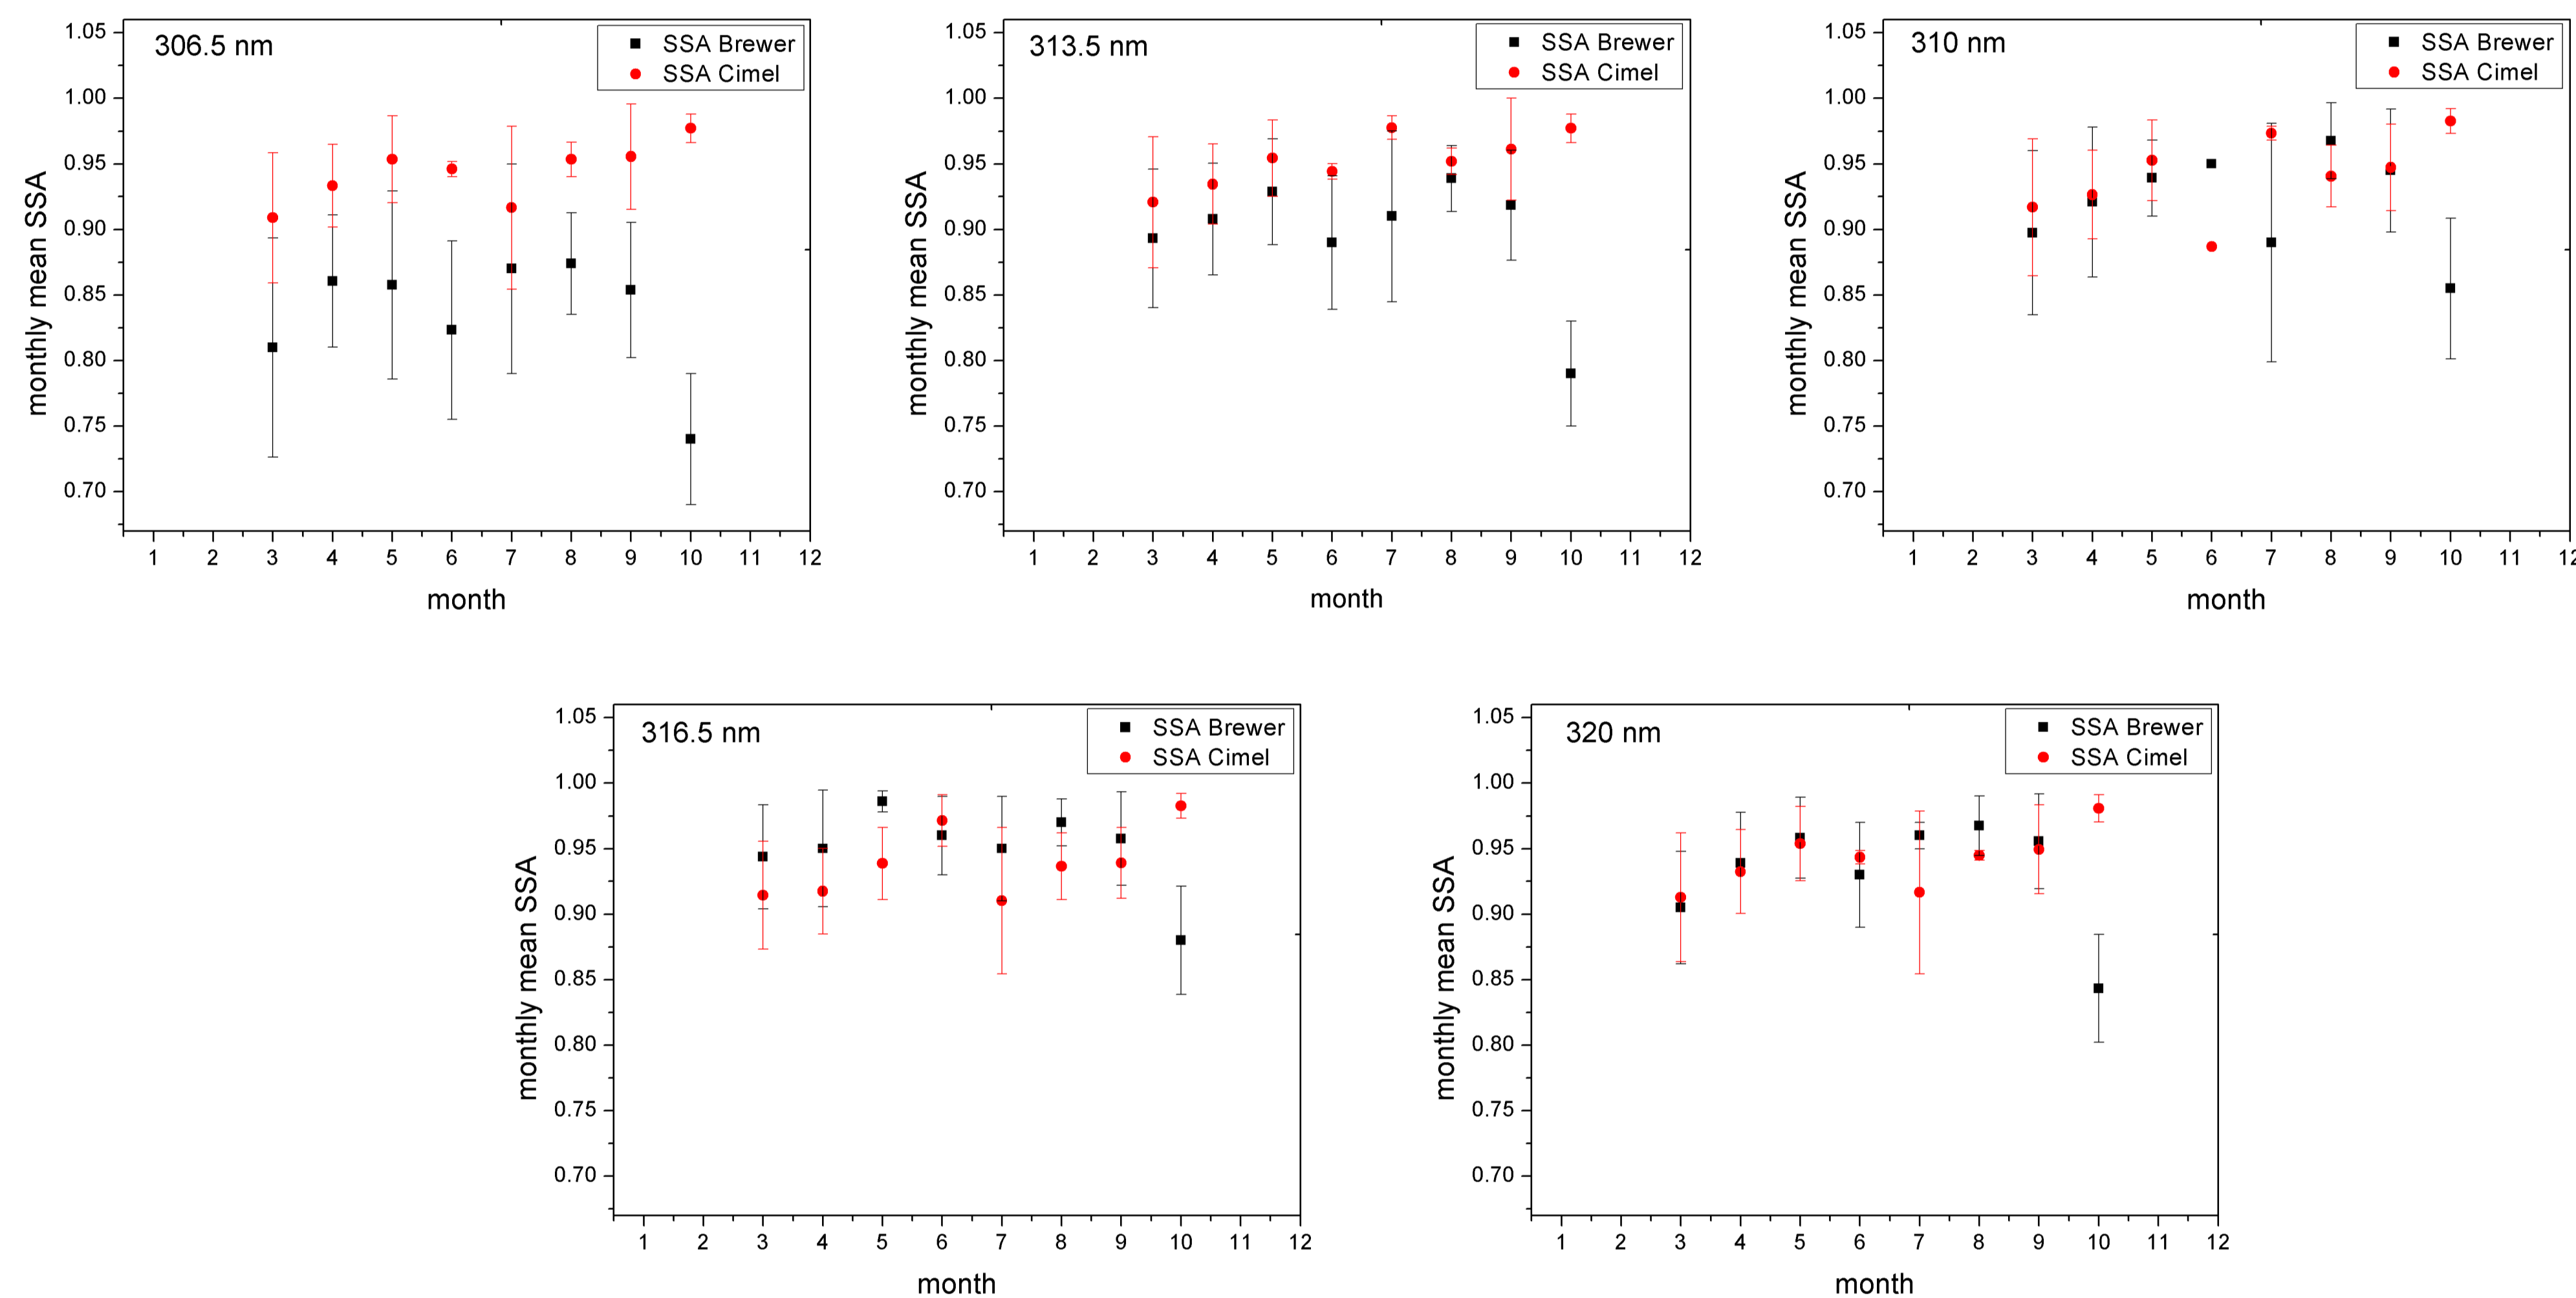 306.5 nm
SSA Brewer
SSA Cimel
monthly mean SSA
1.05
1.00
0.95
0.90
0.85
0.80
0.75
0.70
1 2 3 4 5 6 7 8 9 10 11 12
month
313.5 nm
SSA Brewer
SSA Cimel
monthly mean SSA
1.05
1.00
0.95
0.90
0.85
0.80
0.75
0.70
1 2 3 4 5 6 7 8 9 10 11 12
month
310 nm
SSA Brewer
SSA Cimel
monthly mean SSA
1.05
1.00
0.95
0.90
0.85
0.80
0.75
0.70
1 2 3 4 5 6 7 8 9 10 11 12
month
316.5 nm
SSA Brewer
SSA Cimel
monthly mean SSA
1.05
1.00
0.95
0.90
0.85
0.80
0.75
0.70
1 2 3 4 5 6 7 8 9 10 11 12
month
320 nm
SSA Brewer
SSA Cimel
monthly mean SSA
1.05
1.00
0.95
0.90
0.85
0.80
0.75
0.70
1 2 3 4 5 6 7 8 9 10 11 12
month